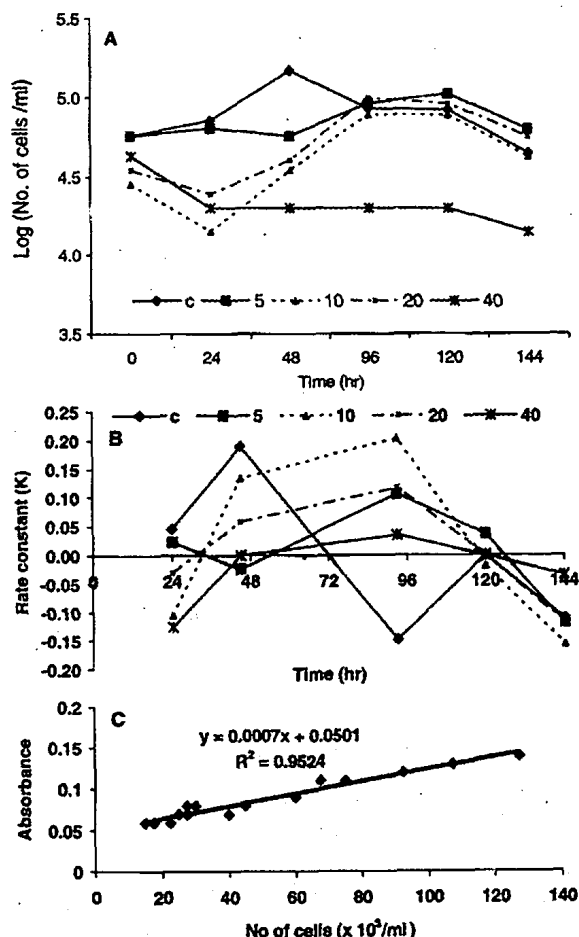 A
5.5
5.0
4.5
4.0
3.5
Log (No. of cells /ml)
c 5 10 20 40
0 24 48 96 120 144
Time (hr)
c 5 10 20 40
B
0.25
0.20
0.15
0.10
0.05
0.00
-0.05
-0.10
-0.15
-0.20
Rate constant (K)
0 24 48 72 96 120 144
Time (hr)
C
0.2
0.15
0.1
0.05
0
Absorbance
y = 0.0007x + 0.0501
R² = 0.9524
0 20 40 60 80 100 120 140
No of cells (x 10³/ml)